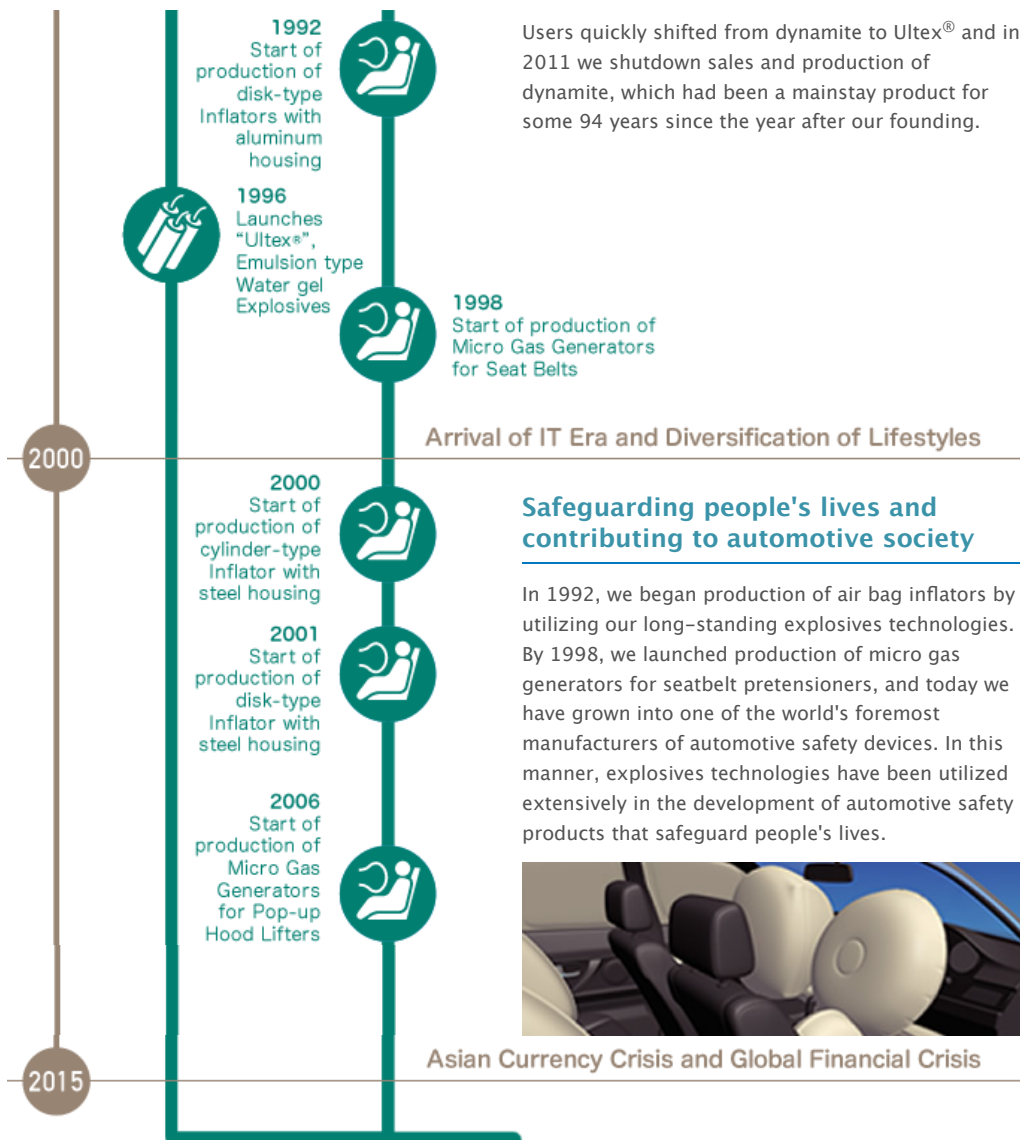 1992
Start of
production of
disk-type
Inflators with
aluminum
housing
Users quickly shifted from dynamite to Ultex® and in
2011 we shutdown sales and production of
dynamite, which had been a mainstay product for
some 94 years since the year after our founding.
1996
Launches
“Ultex®”,
Emulsion type
Water gel
Explosives
1998
Start of production of
Micro Gas Generators
for Seat Belts
Arrival of IT Era and Diversification of Lifestyles
2000
2000
Start of
production of
cylinder-type
Inflator with
steel housing
2001
Start of
production of
disk-type
Inflator with
steel housing
2006
Start of
production of
Micro Gas
Generators
for Pop-up
Hood Lifters
Safeguarding people's lives and
contributing to automotive society
In 1992, we began production of air bag inflators by
utilizing our long-standing explosives technologies.
By 1998, we launched production of micro gas
generators for seatbelt pretensioners, and today we
have grown into one of the world's foremost
manufacturers of automotive safety devices. In this
manner, explosives technologies have been utilized
extensively in the development of automotive safety
products that safeguard people's lives.
Asian Currency Crisis and Global Financial Crisis
2015